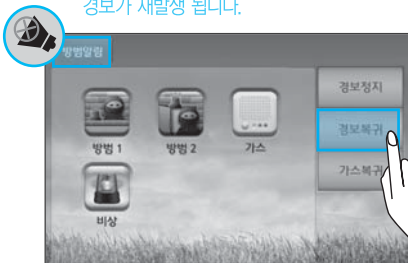 경보가 재발생 됩니다.
방범알림
경보정지
방범 1
방범 2
가스
경보복귀
가스복귀
비상